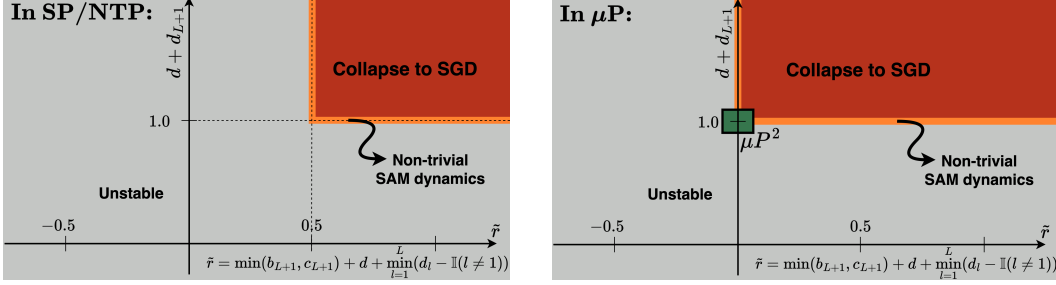 In SP/NTP:
d + d_{L+1}
Collapse to SGD
1.0
Non-trivial
SAM dynamics
Unstable
−0.5
0.5
r̃
r̃ = min(b_{L+1}, c_{L+1}) + d + min_{l=1}^{L}(d_l − 𝕀(l ≠ 1))
In μP:
d + d_{L+1}
Collapse to SGD
1.0
μP²
Non-trivial
SAM dynamics
Unstable
−0.5
0.5
r̃
r̃ = min(b_{L+1}, c_{L+1}) + d + min_{l=1}^{L}(d_l − 𝕀(l ≠ 1))